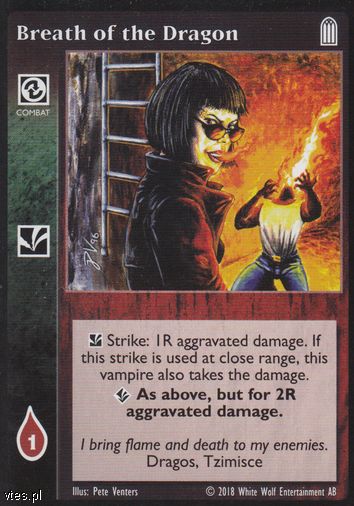 Breath of the Dragon
COMBAT
PV96
Strike: 1R aggravated damage. If
this strike is used at close range, this
vampire also takes the damage.
As above, but for 2R
aggravated damage.
1
I bring flame and death to my enemies.
Dragos, Tzimisce
Illus: Pete Venters © 2018 White Wolf Entertainment AB
vtes.pl